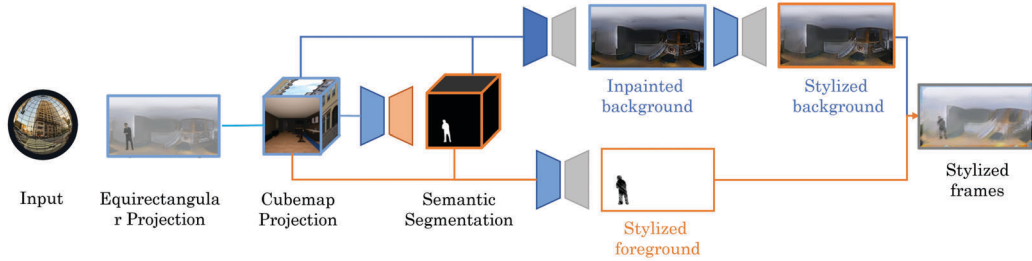 Inpainted
background
Stylized
background
Input
Equirectangula
r Projection
Cubemap
Projection
Semantic
Segmentation
Stylized
foreground
Stylized
frames